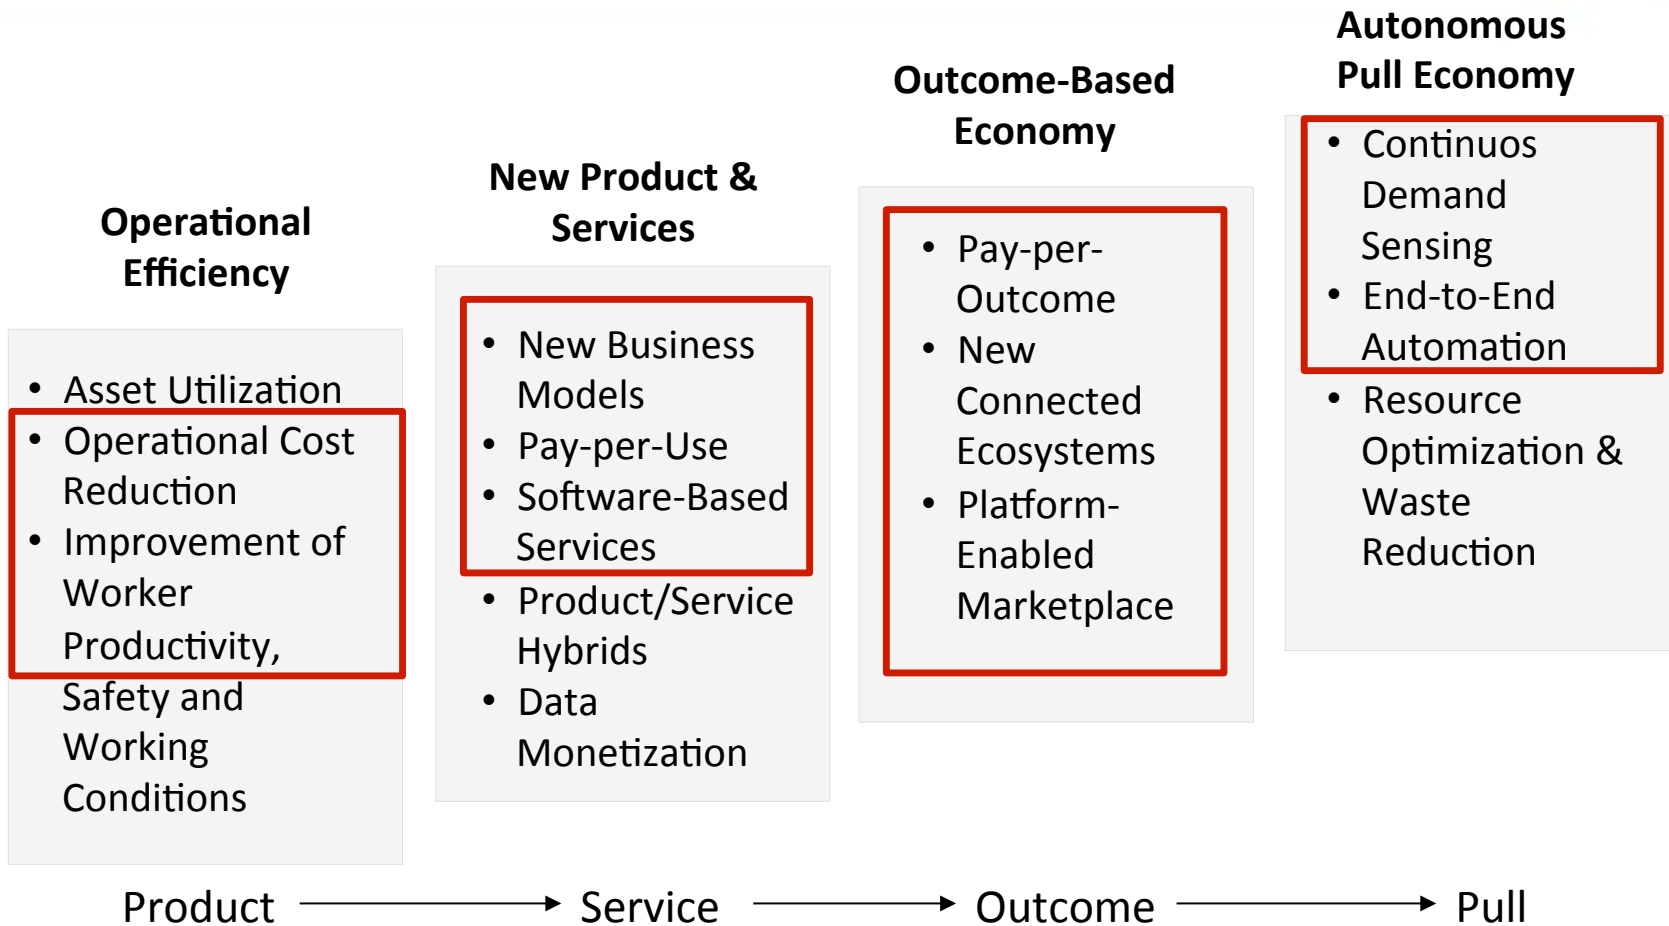 Operational
Efficiency
• Asset Utilization
• Operational Cost
Reduction
• Improvement of
Worker
Productivity,
Safety and
Working
Conditions
New Product &
Services
• New Business
Models
• Pay-per-Use
• Software-Based
Services
• Product/Service
Hybrids
• Data
Monetization
Outcome-Based
Economy
• Pay-per-
Outcome
• New
Connected
Ecosystems
• Platform-
Enabled
Marketplace
Autonomous
Pull Economy
• Continuos
Demand
Sensing
• End-to-End
Automation
• Resource
Optimization &
Waste
Reduction
Product Service Outcome Pull